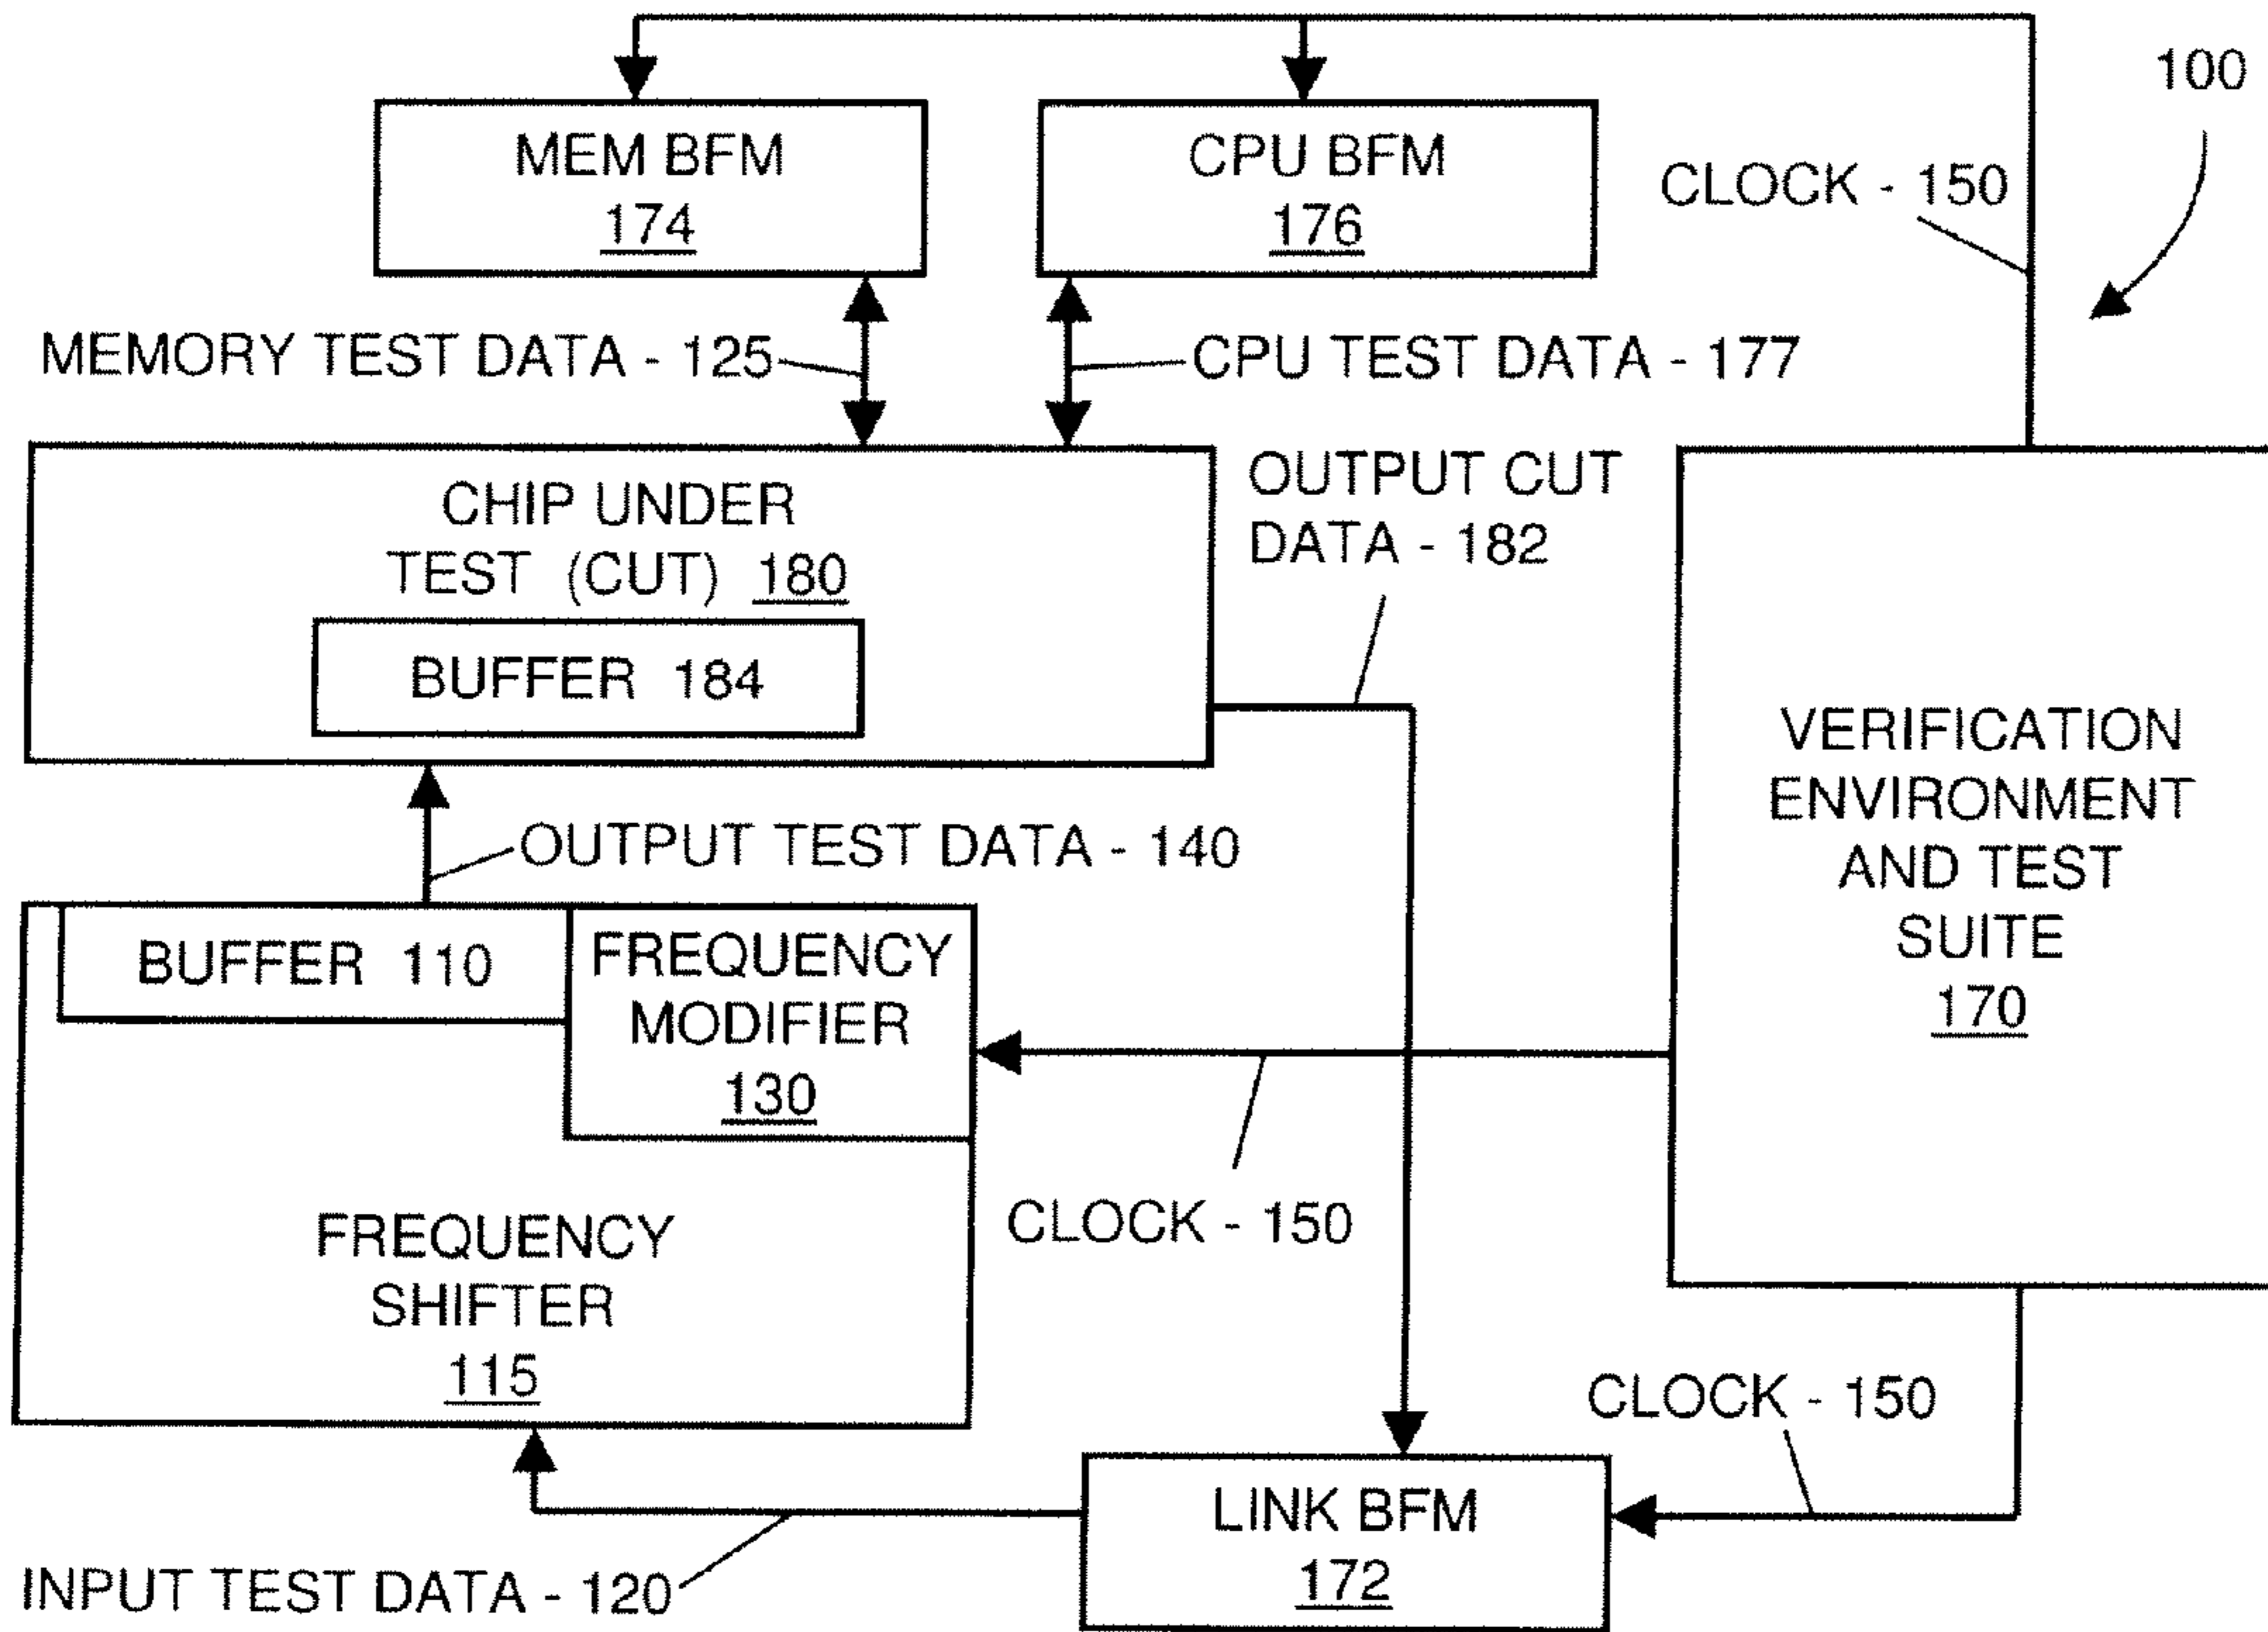 100
MEM BFM
174
CPU BFM
176
CLOCK - 150
MEMORY TEST DATA - 125
CPU TEST DATA - 177
CHIP UNDER
TEST (CUT) 180
BUFFER 184
OUTPUT CUT
DATA - 182
VERIFICATION
ENVIRONMENT
AND TEST
SUITE
170
OUTPUT TEST DATA - 140
BUFFER 110
FREQUENCY
MODIFIER
130
CLOCK - 150
FREQUENCY
SHIFTER
115
CLOCK - 150
LINK BFM
172
INPUT TEST DATA - 120